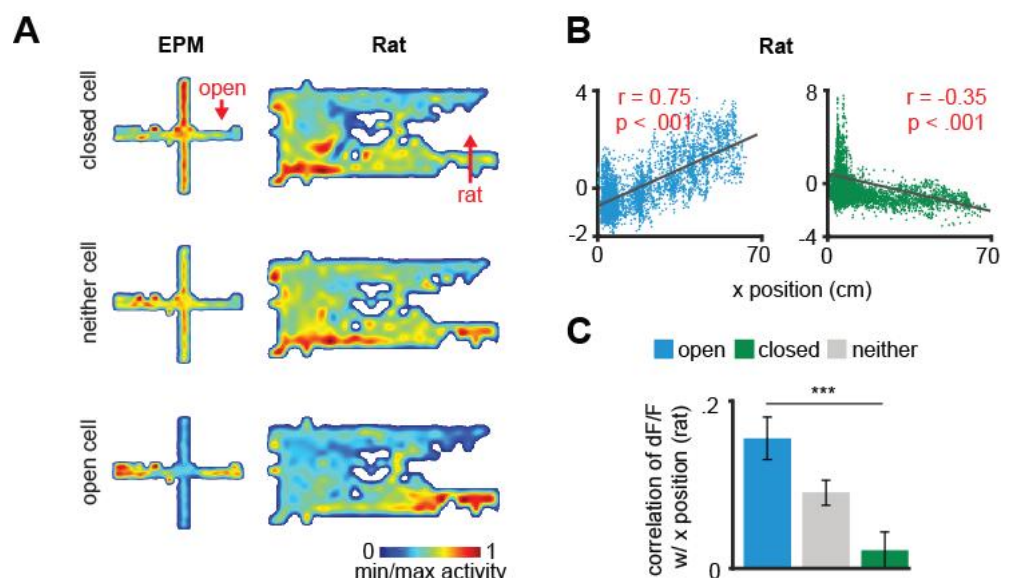 A
EPM
Rat
closed cell
open
rat
neither cell
open cell
0 1
min/max activity
B
Rat
r = 0.75
p < .001
4
0
-2
0 70
r = -0.35
p < .001
8
0
-4
0 70
x position (cm)
C
open closed neither
correlation of dF/F
w/ x position (rat)
.2
0
***